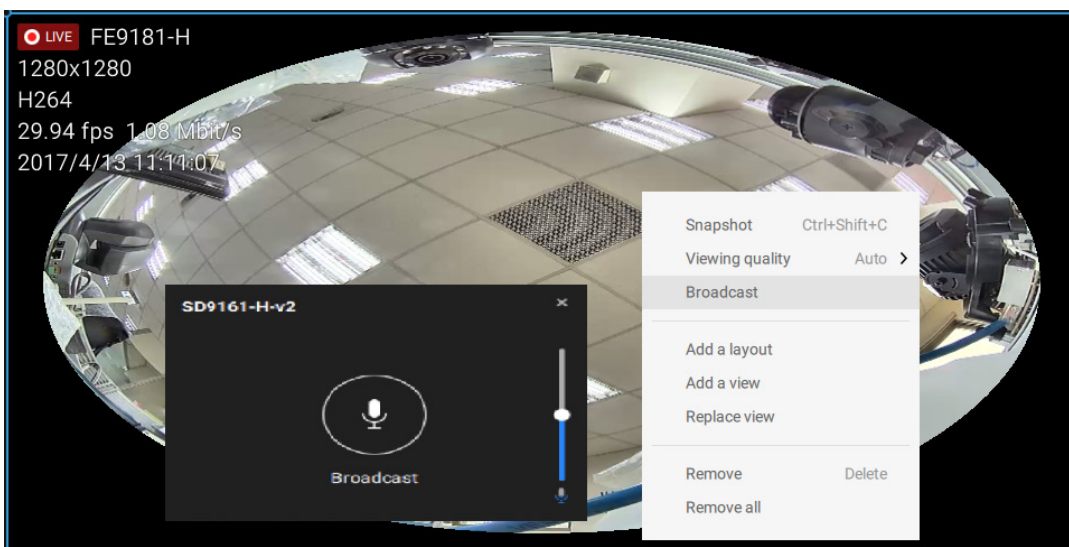 LIVE FE9181-H
1280x1280
H264
29.94 fps 1.08 Mbit/s
2017/4/13 11:11:07
Snapshot Ctrl+Shift+C
Viewing quality Auto
Broadcast
Add a layout
Add a view
Replace view
Remove Delete
Remove all
SD9161-H-v2
Broadcast